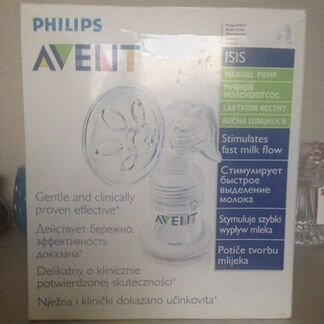 PHILIPS
AVENT
ISIS
MANUAL PUMP
РУЧНОЙ
МОЛОКООТСОС
LAKTATOR RĘCZNY
RUČNA IZDAJALICA
Stimulates
fast milk flow
Стимулирует
быстрое
выделение
молока
Stymuluje szybki
wypływ mleka
Potiče tvorbu
mlijeka
AVENT
PHILIPS
Gentle and clinically
proven effective*
Действует бережно,
эффективность
доказана*
Delikatny, o klinicznie
potwierdzonej skuteczności*
Nježna i klinički dokazano učinkovita*